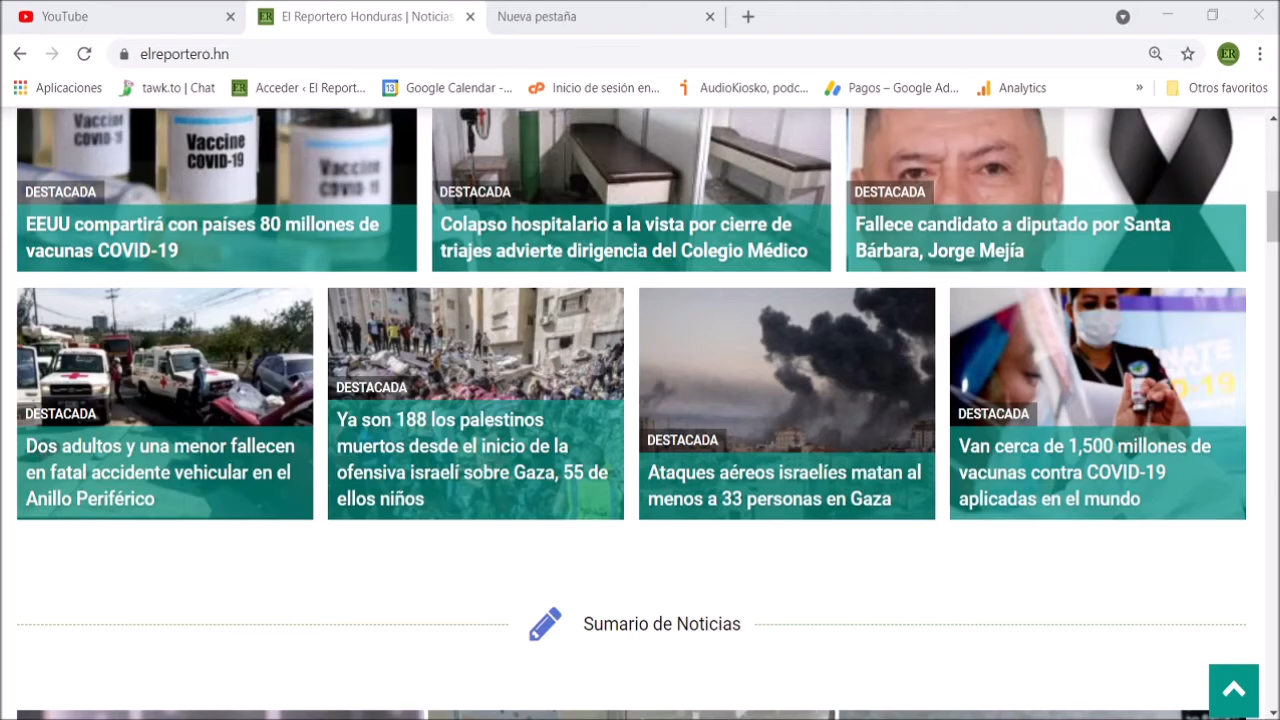 YouTube
El Reportero Honduras | Noticias
Nueva pestaña
elreportero.hn
Aplicaciones
tawk.to | Chat
Acceder ‹ El Report...
Google Calendar -...
Inicio de sesión en...
AudioKiosko, podc...
Pagos – Google Ad...
Analytics
»
Otros favoritos
Vaccine
COVID-19
Vaccine
COVID-19
Vaccine
COVID-19
DESTACADA
EEUU compartirá con países 80 millones de
vacunas COVID-19
DESTACADA
Colapso hospitalario a la vista por cierre de
triajes advierte dirigencia del Colegio Médico
DESTACADA
Fallece candidato a diputado por Santa
Bárbara, Jorge Mejía
DESTACADA
Dos adultos y una menor fallecen
en fatal accidente vehicular en el
Anillo Periférico
DESTACADA
Ya son 188 los palestinos
muertos desde el inicio de la
ofensiva israelí sobre Gaza, 55 de
ellos niños
DESTACADA
Ataques aéreos israelíes matan al
menos a 33 personas en Gaza
DESTACADA
Van cerca de 1,500 millones de
vacunas contra COVID-19
aplicadas en el mundo
Sumario de Noticias